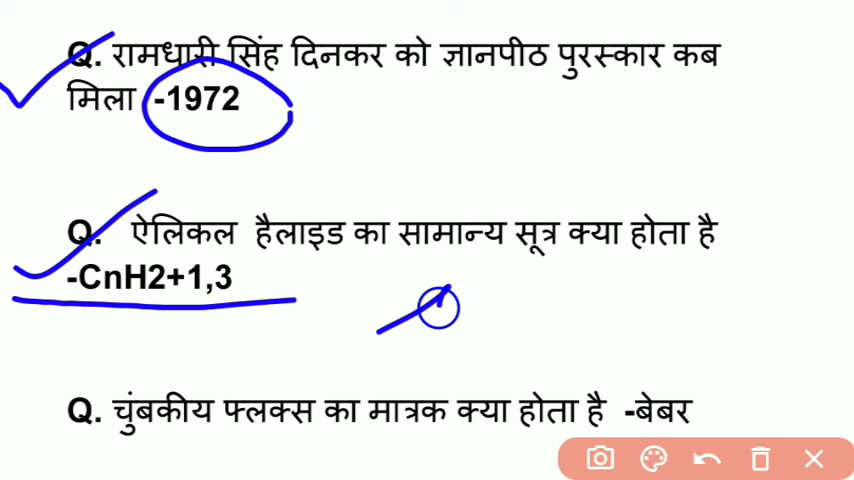 Q. रामधारी सिंह दिनकर को ज्ञानपीठ पुरस्कार कब
मिला -1972
Q. ऐलिकल हैलाइड का सामान्य सूत्र क्या होता है
-CnH2+1,3
Q. चुंबकीय फ्लक्स का मात्रक क्या होता है -बेबर